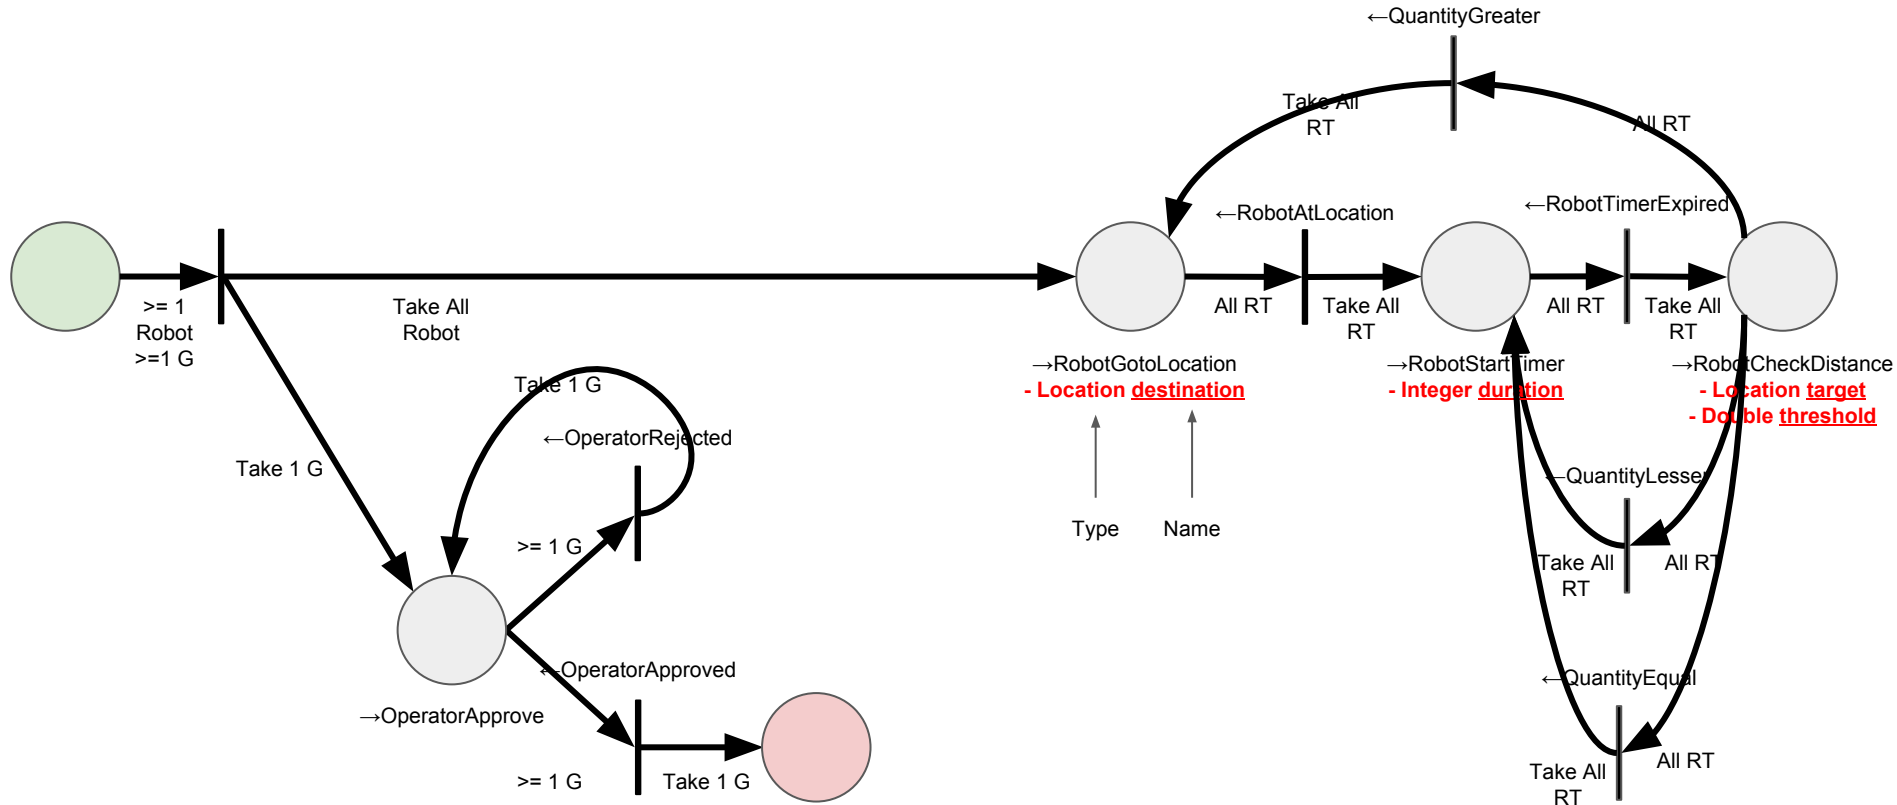 ←QuantityGreater
Take All
RT
All RT
←RobotAtLocation
←RobotTimerExpired
>= 1
Robot
>=1 G
Take All
Robot
All RT
Take All
RT
All RT
Take All
RT
→RobotGotoLocation
- Location destination
→RobotStartTimer
- Integer duration
→RobotCheckDistance
- Location target
- Double threshold
Take 1 G
←OperatorRejected
Take 1 G
←QuantityLesser
Type
Name
>= 1 G
Take All
RT
All RT
←OperatorApproved
←QuantityEqual
→OperatorApprove
>= 1 G
Take 1 G
All RT
Take All
RT